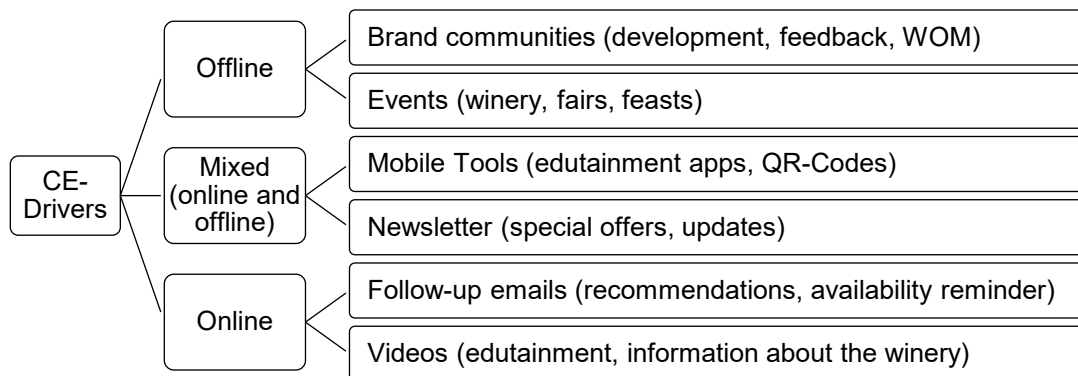 CE-
Drivers
Offline
Brand communities (development, feedback, WOM)
Events (winery, fairs, feasts)
Mixed
(online and
offline)
Mobile Tools (edutainment apps, QR-Codes)
Newsletter (special offers, updates)
Online
Follow-up emails (recommendations, availability reminder)
Videos (edutainment, information about the winery)